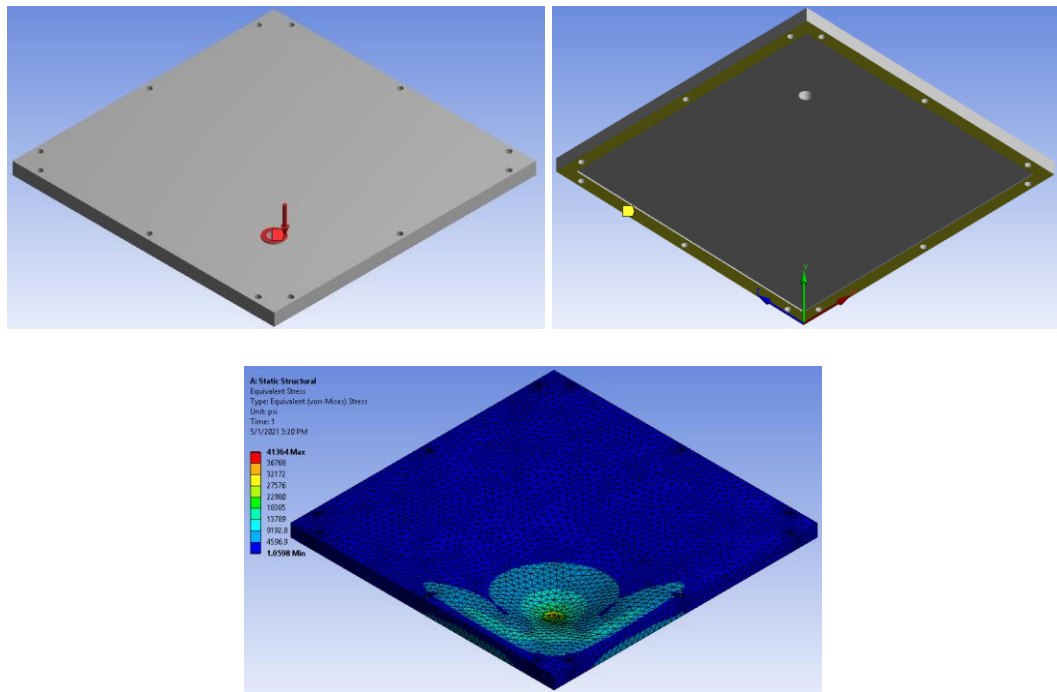 Y
A: Static Structural
Equivalent Stress
Type: Equivalent (von-Mises) Stress
Unit: psi
Time: 1
5/1/2021 3:20 PM
41364 Max
36768
32172
27576
22980
18385
13789
9192.8
4596.9
1.0598 Min